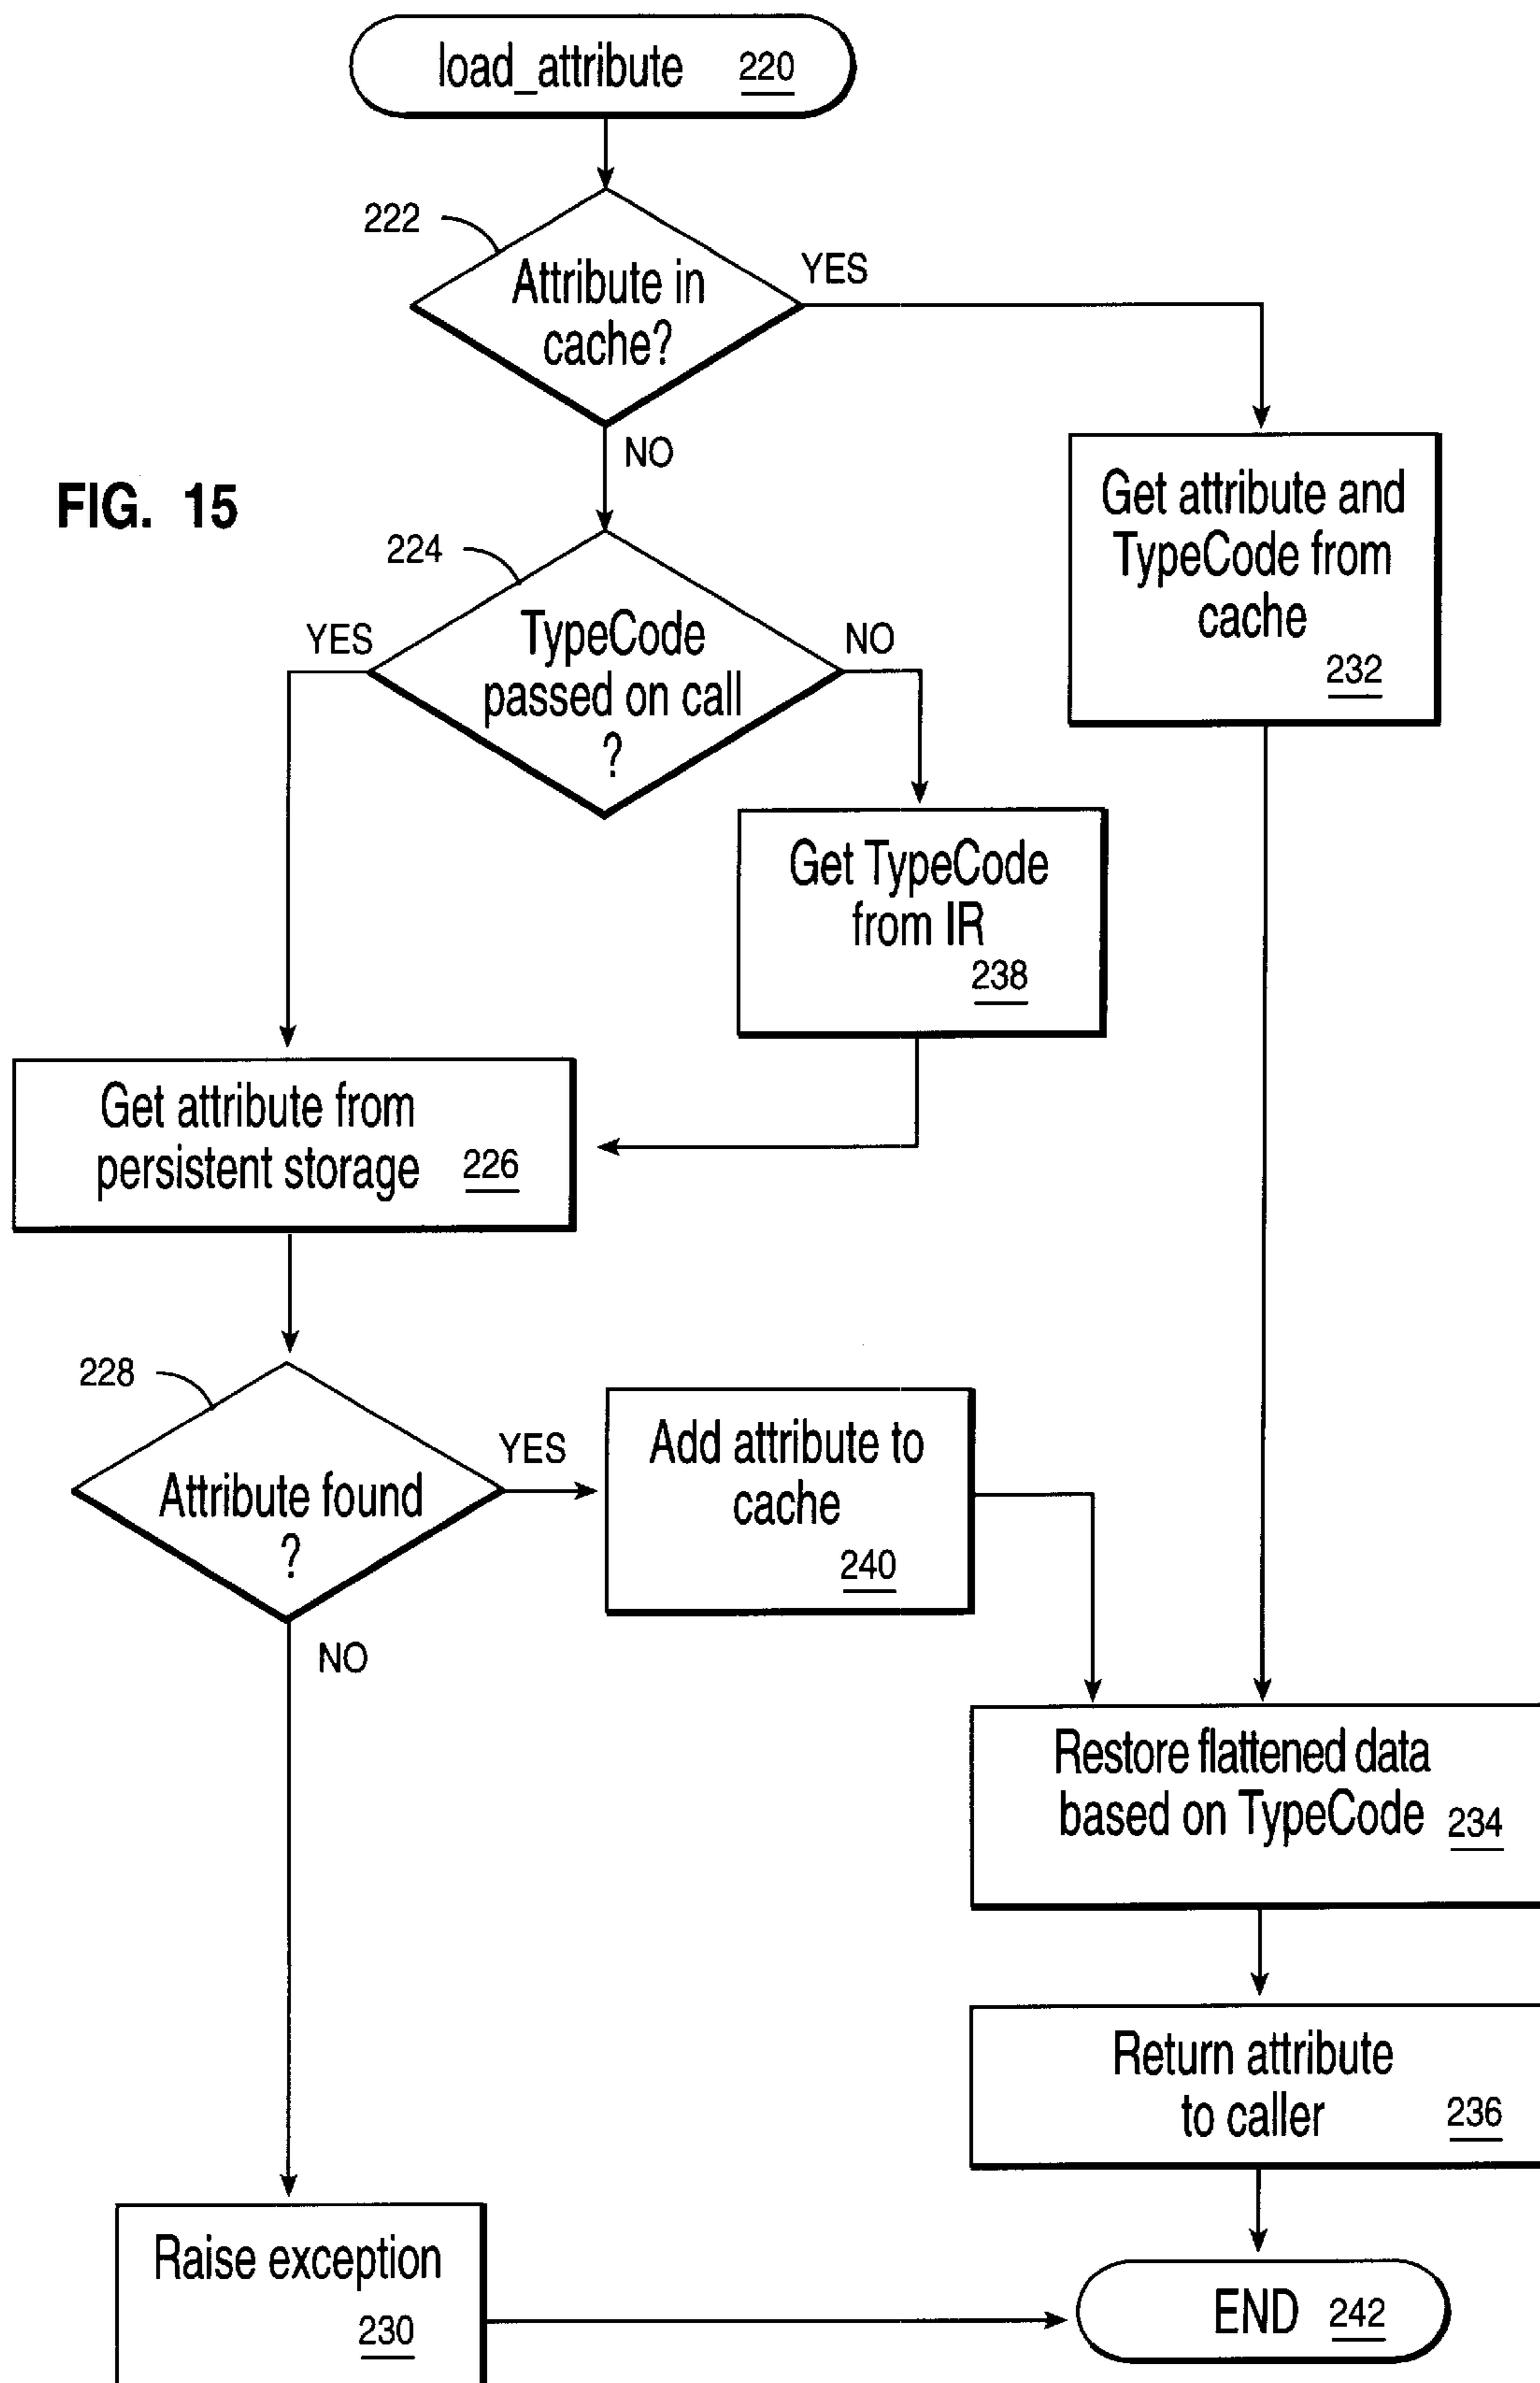 load_attribute 220
222
Attribute in
cache?
YES
NO
FIG. 15
Get attribute and
TypeCode from
cache
232
224
YES
TypeCode
passed on call
?
NO
Get TypeCode
from IR
238
Get attribute from
persistent storage 226
228
Attribute found
?
YES
NO
Add attribute to
cache
240
Restore flattened data
based on TypeCode 234
Return attribute
to caller 236
Raise exception
230
END 242